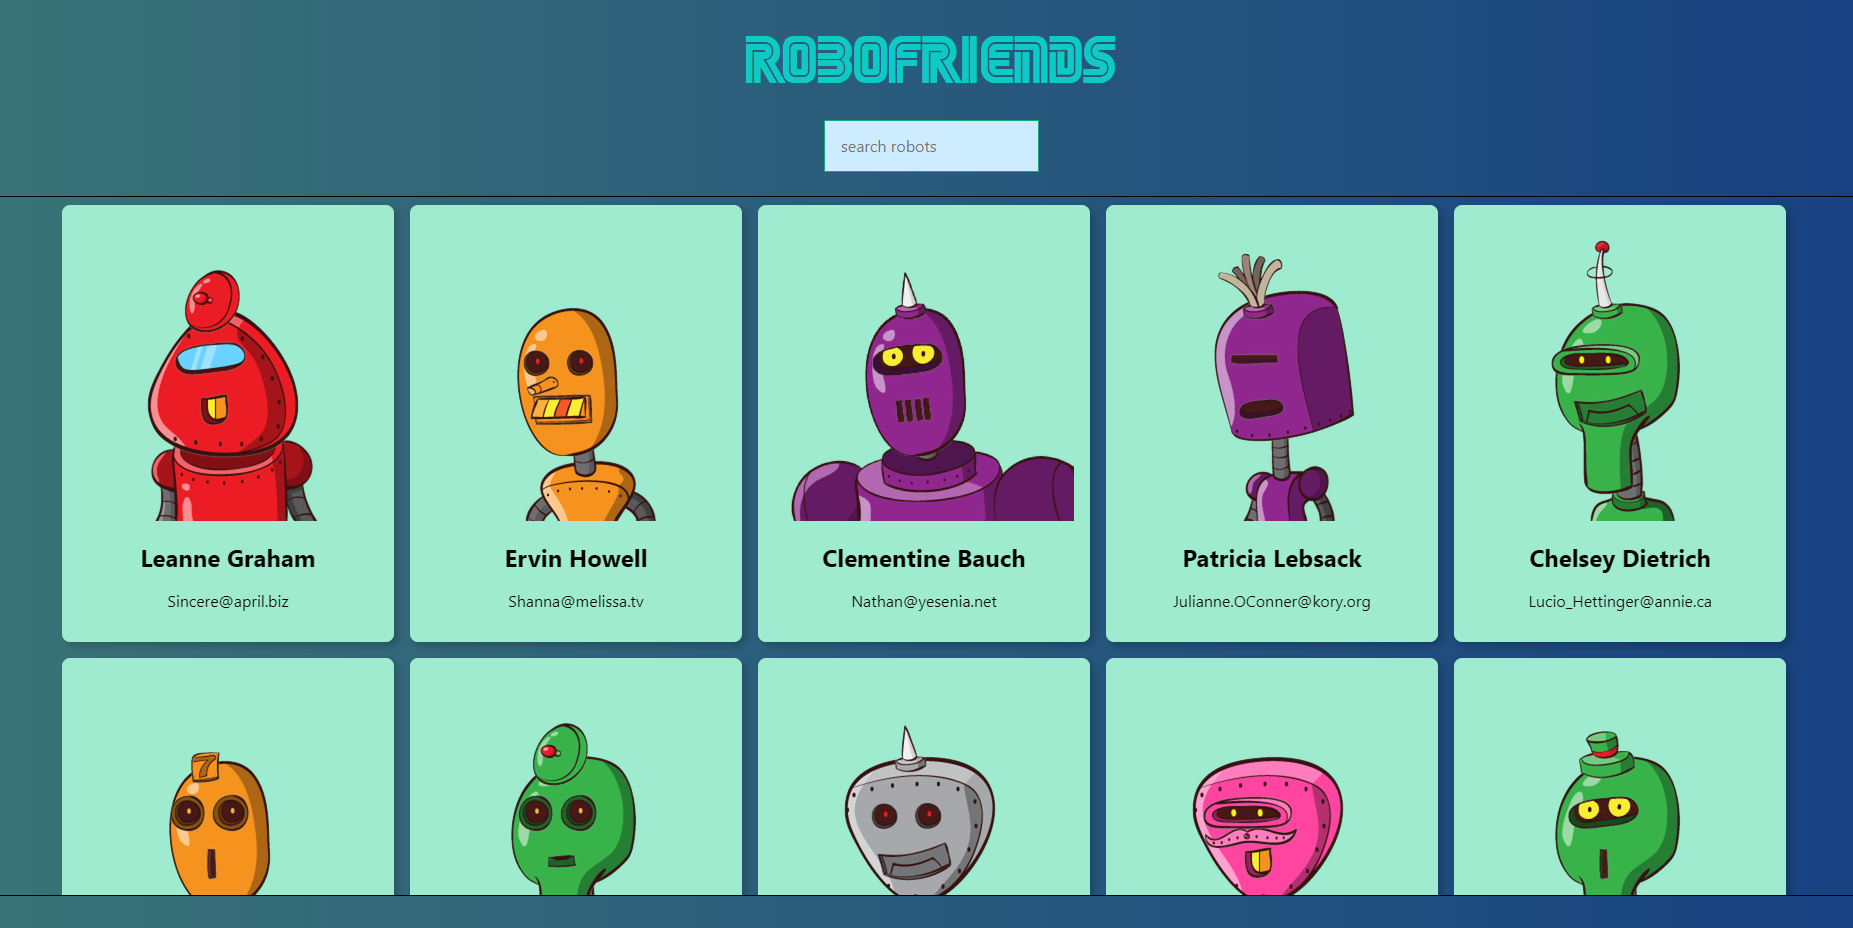 ROBOFRIENDS
search robots
Leanne Graham
Sincere@april.biz
Ervin Howell
Shanna@melissa.tv
Clementine Bauch
Nathan@yesenia.net
Patricia Lebsack
Julianne.OConner@kory.org
Chelsey Dietrich
Lucio_Hettinger@annie.ca
7